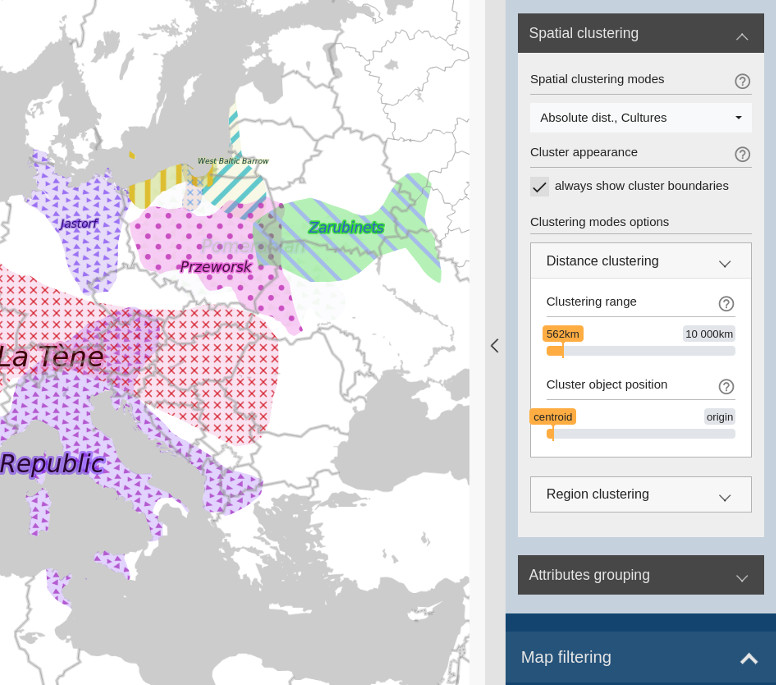 West Baltic Barrow
Jastorf
Zarubinets
Pomeranian
Przeworsk
La Tène
Republic
Spatial clustering
Spatial clustering modes
Absolute dist., Cultures
Cluster appearance
always show cluster boundaries
Clustering modes options
Distance clustering
Clustering range
562km
10 000km
Cluster object position
centroid
origin
Region clustering
Attributes grouping
Map filtering